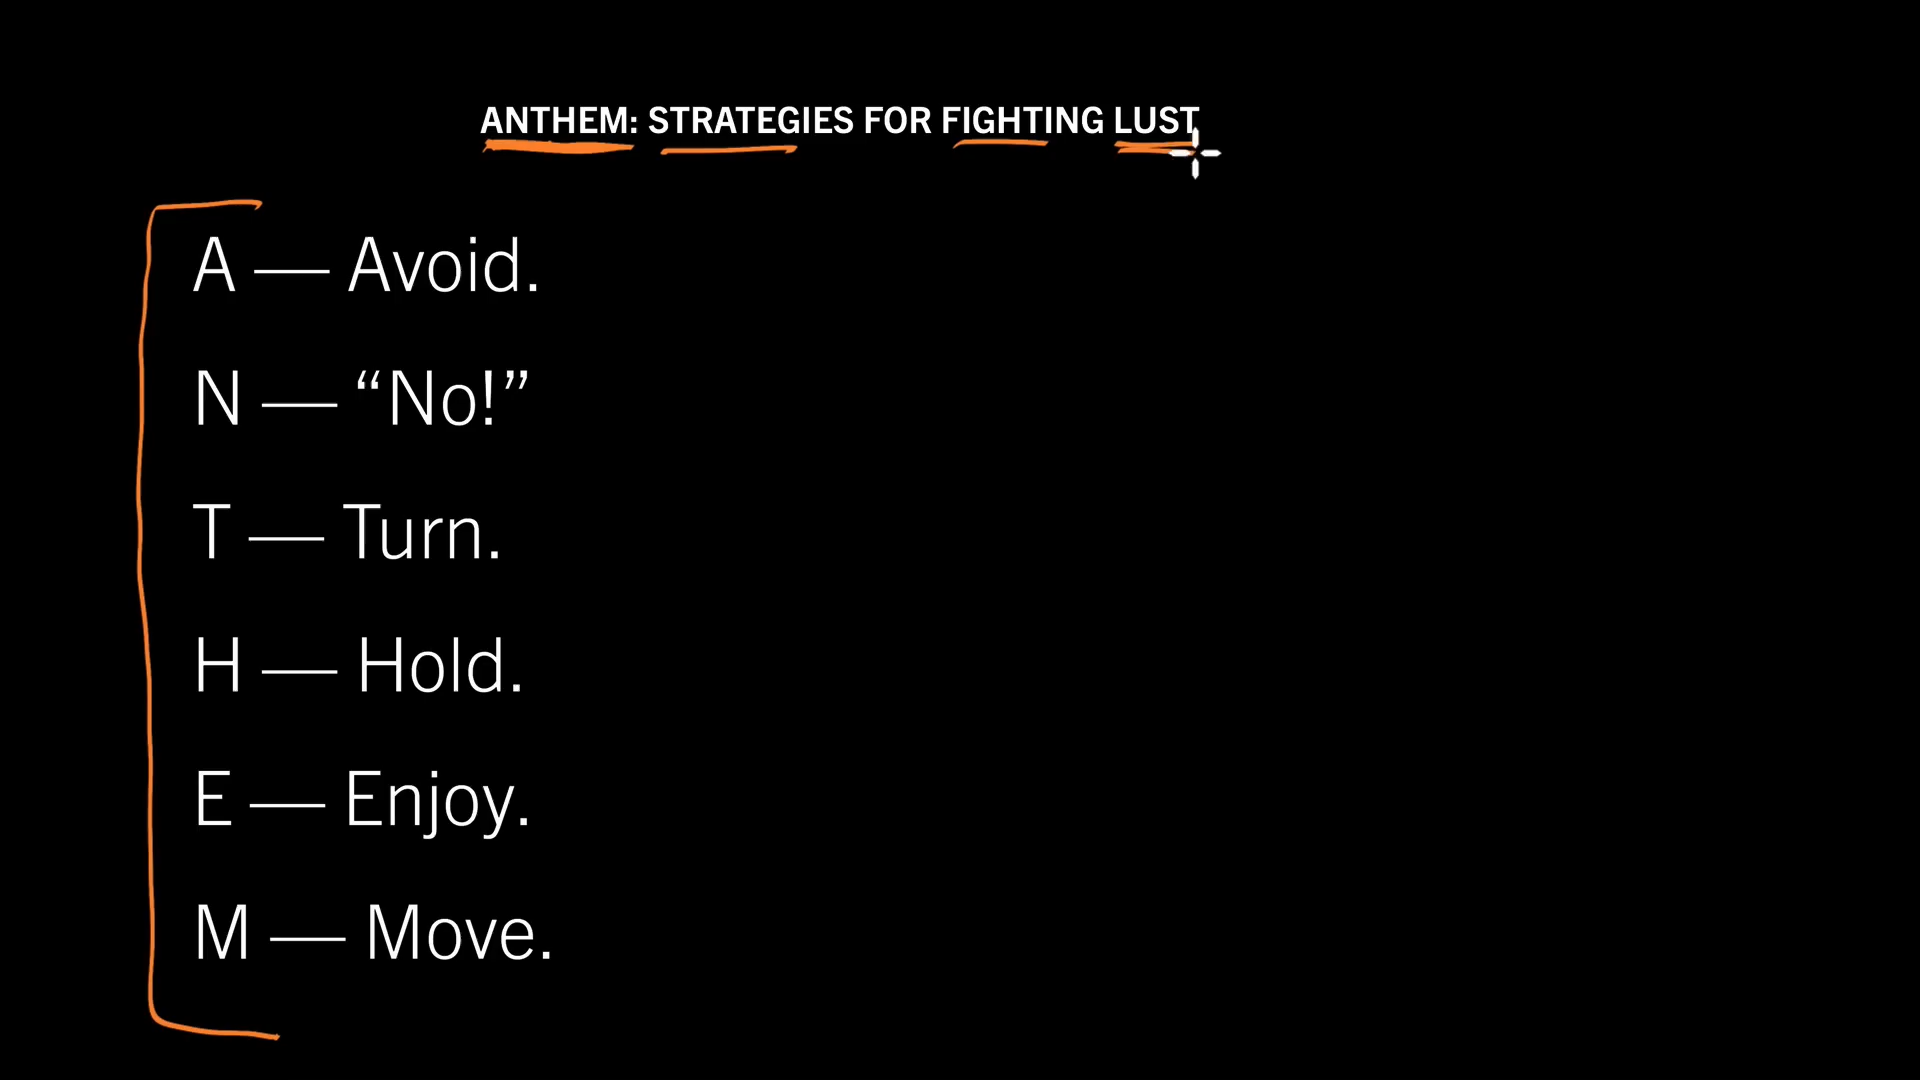 ANTHEM: STRATEGIES FOR FIGHTING LUST
A — Avoid.
N — “No!”
T — Turn.
H — Hold.
E — Enjoy.
M — Move.